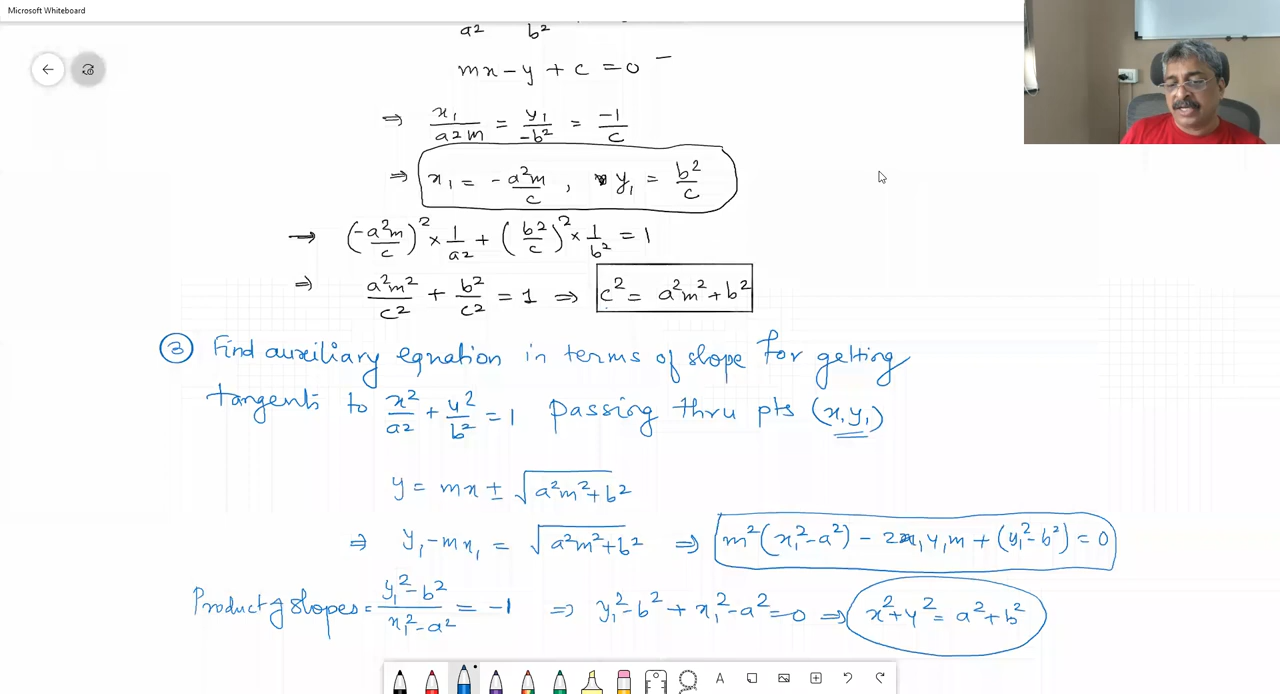 Microsoft Whiteboard
a² b²
mx - y + c = 0 -
⇒ x₁/a²m = y₁/-b² = -1/c
⇒ x₁ = -a²m/c, y₁ = b²/c
→ (-a²m/c)² × 1/a² + (b²/c)² × 1/b² = 1
⇒ a²m²/c² + b²/c² = 1 ⇒ c² = a²m² + b²
③ Find auxiliary equation in terms of slope for getting
tangents to x²/a² + y²/b² = 1 passing thru pts (x₁y₁)
y = mx ± √a²m²+b²
⇒ y₁ - mx₁ = √a²m²+b² ⇒ m²(x₁²-a²) - 2x₁y₁m + (y₁²-b²) = 0
Product of slopes = y₁²-b²/x₁²-a² = -1 ⇒ y₁²-b² + x₁²-a² = 0 ⇒ x²+y² = a²+b²
A